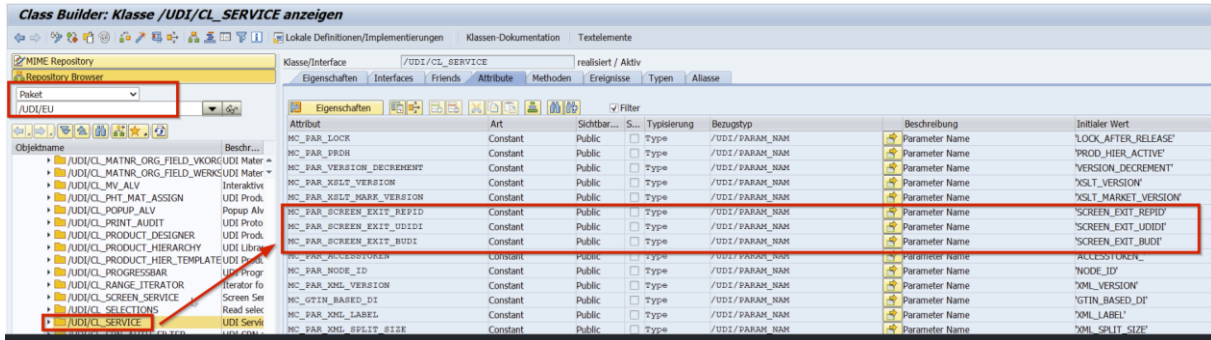 Class Builder: Klasse /UDI/CL_SERVICE anzeigen
Lokale Definitionen/Implementierungen Klassen-Dokumentation Textelemente
MIME Repository
Repository Browser
Paket
/UDI/EU
Objektname Beschr...
/UDI/CL_MATNR_ORG_FIELD_VKORG UDI Mater
/UDI/CL_MATNR_ORG_FIELD_WERKS UDI Mater
/UDI/CL_MV_ALV Interaktive
/UDI/CL_PHT_MAT_ASSIGN UDI Produ
/UDI/CL_POPUP_ALV Popup Alv
/UDI/CL_PRINT_AUDIT UDI Proto
/UDI/CL_PRODUCT_DESIGNER UDI Produ
/UDI/CL_PRODUCT_HIERARCHY UDI Librar
/UDI/CL_PRODUCT_HIER_TEMPLATE UDI Produ
/UDI/CL_PROGRESSBAR UDI Progr
/UDI/CL_RANGE_ITERATOR Iterator fo
/UDI/CL_SCREEN_SERVICE Screen Ser
/UDI/CL_SELECTIONS Read selec
/UDI/CL_SERVICE UDI Servic
Klasse/Interface /UDI/CL_SERVICE realisiert / Aktiv
Eigenschaften Interfaces Friends Attribute Methoden Ereignisse Typen Aliasse
Eigenschaften Filter
Attribut Art Sichtbar... S... Typisierung Bezugstyp Beschreibung Initialer Wert
MC_PAR_LOCK Constant Public Type /UDI/PARAM_NAM Parameter Name 'LOCK_AFTER_RELEASE'
MC_PAR_PRDH Constant Public Type /UDI/PARAM_NAM Parameter Name 'PROD_HIER_ACTIVE'
MC_PAR_VERSION_DECREMENT Constant Public Type /UDI/PARAM_NAM Parameter Name 'VERSION_DECREMENT'
MC_PAR_XSLT_VERSION Constant Public Type /UDI/PARAM_NAM Parameter Name 'XSLT_VERSION'
MC_PAR_XSLT_MARK_VERSION Constant Public Type /UDI/PARAM_NAM Parameter Name 'XSLT_MARKET_VERSION'
MC_PAR_SCREEN_EXIT_REPID Constant Public Type /UDI/PARAM_NAM Parameter Name 'SCREEN_EXIT_REPID'
MC_PAR_SCREEN_EXIT_UDIDI Constant Public Type /UDI/PARAM_NAM Parameter Name 'SCREEN_EXIT_UDIDI'
MC_PAR_SCREEN_EXIT_BUDI Constant Public Type /UDI/PARAM_NAM Parameter Name 'SCREEN_EXIT_BUDI'
MC_PAR_ACCESSTOKEN Constant Public Type /UDI/PARAM_NAM Parameter Name 'ACCESSTOKEN_'
MC_PAR_NODE_ID Constant Public Type /UDI/PARAM_NAM Parameter Name 'NODE_ID'
MC_PAR_XML_VERSION Constant Public Type /UDI/PARAM_NAM Parameter Name 'XML_VERSION'
MC_GTIN_BASED_DI Constant Public Type /UDI/PARAM_NAM Parameter Name 'GTIN_BASED_DI'
MC_PAR_XML_LABEL Constant Public Type /UDI/PARAM_NAM Parameter Name 'XML_LABEL'
MC_PAR_XML_SPLIT_SIZE Constant Public Type /UDI/PARAM_NAM Parameter Name 'XML_SPLIT_SIZE'